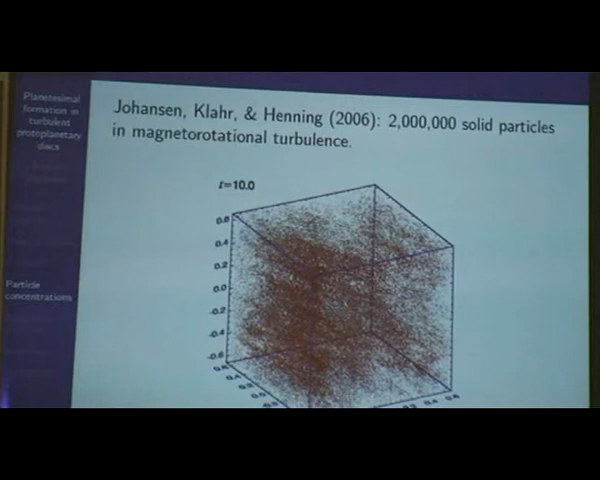 Planetesimal
formation in
turbulent
protoplanetary
discs
Particle
concentrations
Johansen, Klahr, & Henning (2006): 2,000,000 solid particles
in magnetorotational turbulence.
t=10.0
0.6
0.4
0.2
0.0
-0.2
-0.4
-0.6